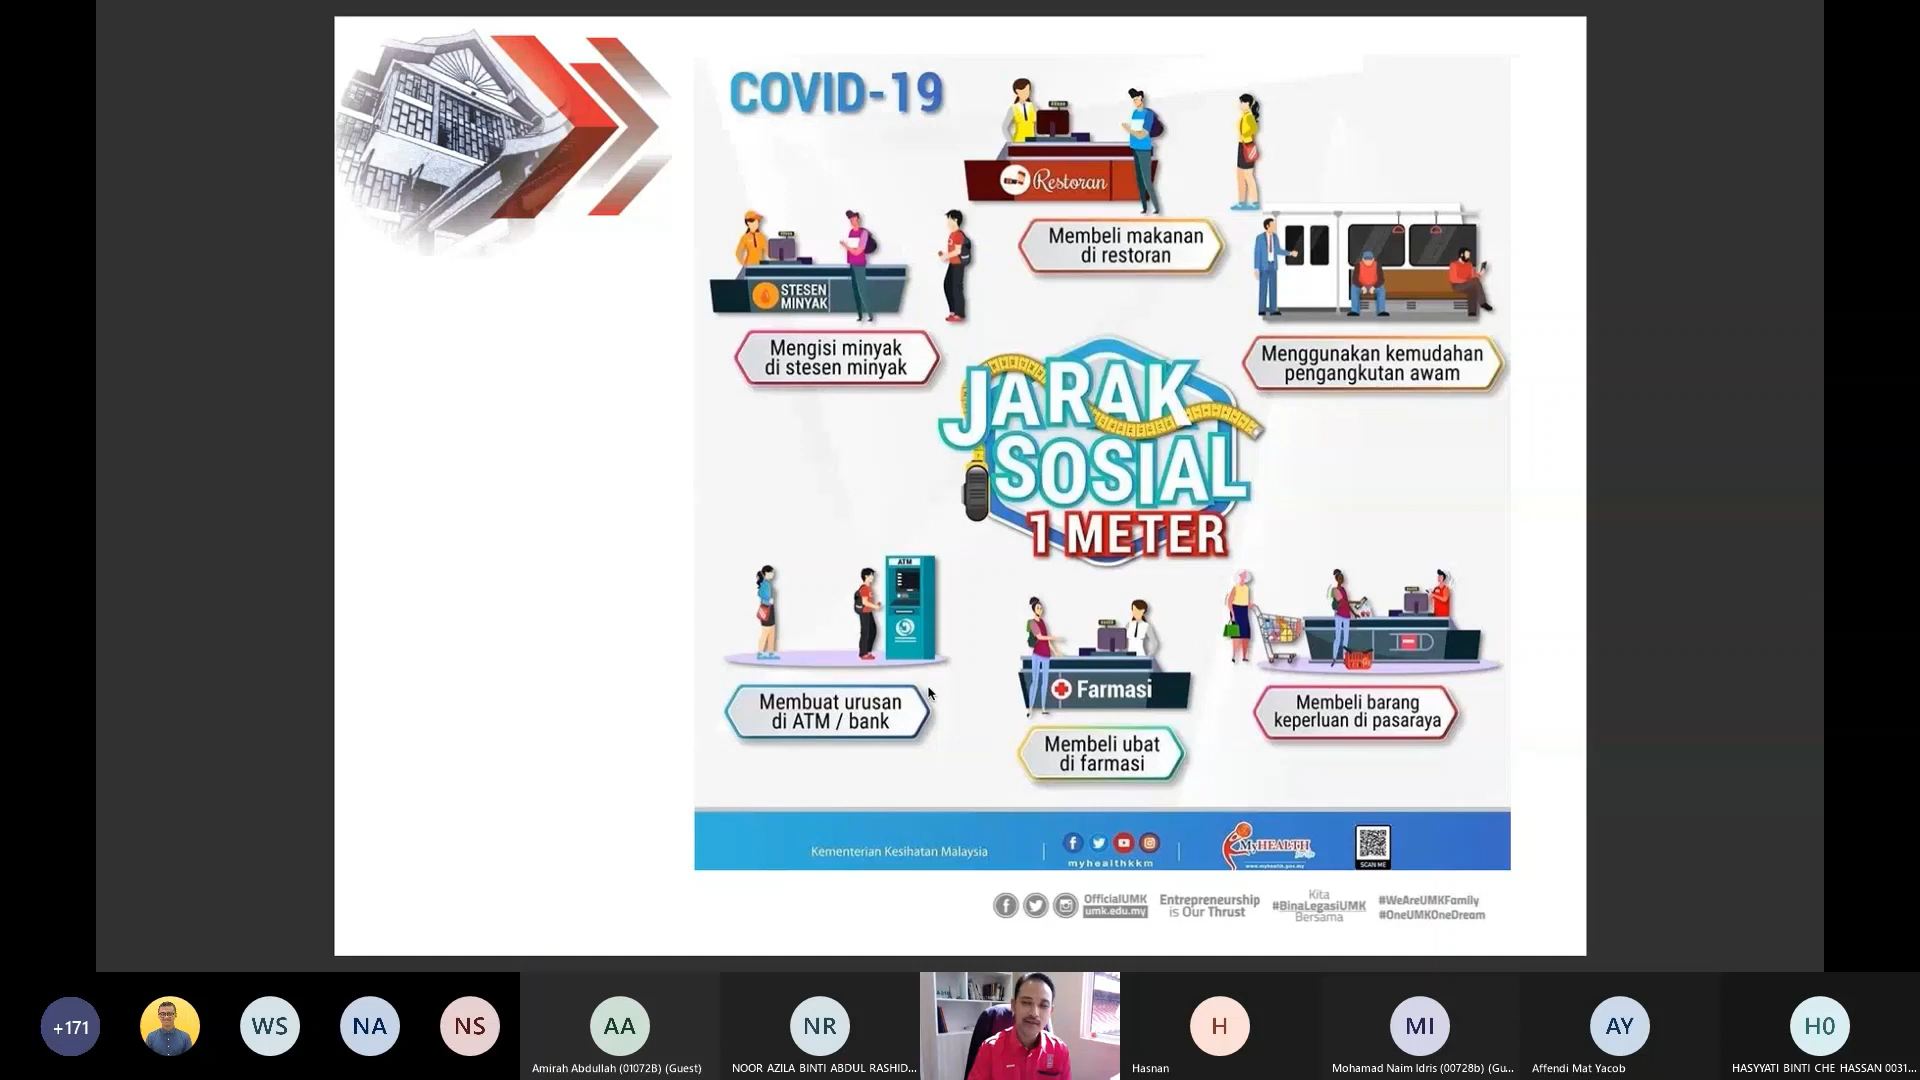 COVID-19
Restoran
Membeli makanan
di restoran
STESEN
MINYAK
Mengisi minyak
di stesen minyak
Menggunakan kemudahan
pengangkutan awam
JARAK
SOSIAL
1 METER
ATM
Membuat urusan
di ATM / bank
Farmasi
Membeli ubat
di farmasi
Membeli barang
keperluan di pasaraya
Kementerian Kesihatan Malaysia
myhealthkkm
MyHEALTH
www.myhealth.gov.my
SCAN ME
OfficialUMK
umk.edu.my
Entrepreneurship
is Our Thrust
Kita
#BinaLegasiUMK
Bersama
#WeAreUMKFamily
#OneUMKOneDream
+171
WS
NA
NS
AA
Amirah Abdullah (01072B) (Guest)
NR
NOOR AZILA BINTI ABDUL RASHID...
H
Hasnan
MI
Mohamad Naim Idris (00728b) (Gu...
AY
Affendi Mat Yacob
H0
HASYYATI BINTI CHE HASSAN 0031...